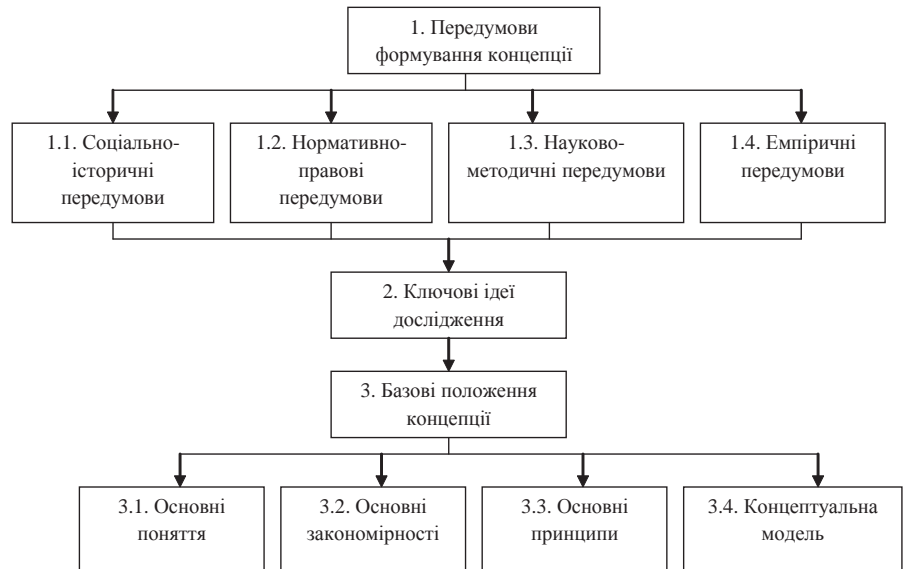 1. Передумови
формування концепції
1.1. Соціально-
історичні
передумови
1.2. Нормативно-
правові
передумови
1.3. Науково-
методичні передумови
1.4. Емпіричні
передумови
2. Ключові ідеї
дослідження
3. Базові положення
концепції
3.1. Основні
поняття
3.2. Основні
закономірності
3.3. Основні
принципи
3.4. Концептуальна
модель